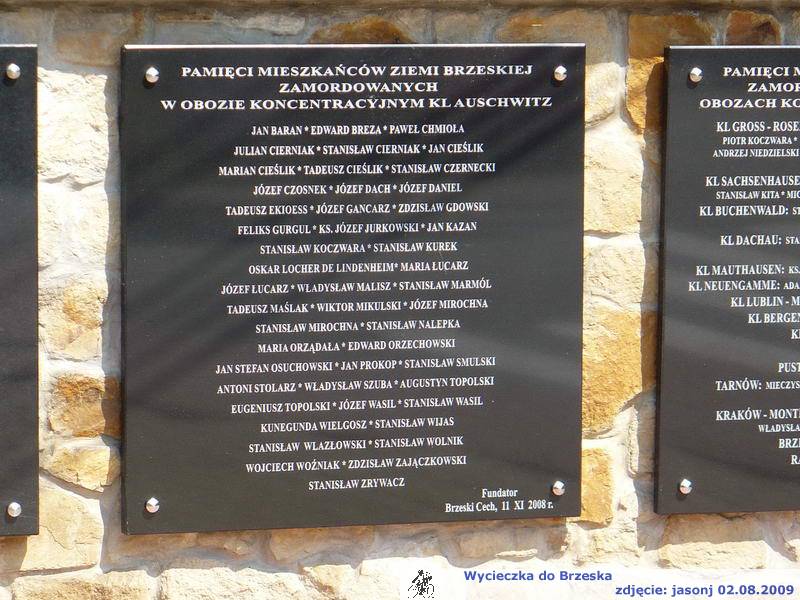 PAMIĘCI MIESZKAŃCÓW ZIEMI BRZESKIEJ
ZAMORDOWANYCH
W OBOZIE KONCENTRACYJNYM KL AUSCHWITZ
JAN BARAN * EDWARD BREZA * PAWEŁ CHMIOŁA
JULIAN CIERNIAK * STANISŁAW CIERNIAK * JAN CIEŚLIK
MARIAN CIEŚLIK * TADEUSZ CIEŚLIK * STANISŁAW CZERNECKI
JÓZEF CZOSNEK * JÓZEF DACH * JÓZEF DANIEL
TADEUSZ EKIOESS * JÓZEF GANCARZ * ZDZISŁAW GDOWSKI
FELIKS GURGUL * KS. JÓZEF JURKOWSKI * JAN KAZAN
STANISŁAW KOCZWARA * STANISŁAW KUREK
OSKAR LOCHER DE LINDENHEIM* MARIA ŁUCARZ
JÓZEF ŁUCARZ * WŁADYSŁAW MALISZ * STANISŁAW MARMÓL
TADEUSZ MAŚLAK * WIKTOR MIKULSKI * JÓZEF MIROCHNA
STANISŁAW MIROCHNA * STANISŁAW NALEPKA
MARIA ORZĄDAŁA * EDWARD ORZECHOWSKI
JAN STEFAN OSUCHOWSKI * JAN PROKOP * STANISŁAW SMULSKI
ANTONI STOLARZ * WŁADYSŁAW SZUBA * AUGUSTYN TOPOLSKI
EUGENIUSZ TOPOLSKI * JÓZEF WASIL * STANISŁAW WASIL
KUNEGUNDA WIELGOSZ * STANISŁAW WIJAS
STANISŁAW WLAZŁOWSKI * STANISŁAW WOLNIK
WOJCIECH WOŹNIAK * ZDZISŁAW ZAJĄCZKOWSKI
STANISŁAW ZRYWACZ
Fundator
Brzeski Cech, 11 XI 2008 r.
PAMIĘCI
ZAMOR
OBOZACH KO
KL GROSS - ROSE
PIOTR KOCZWARA *
ANDRZEJ NIEDZIELSKI
KL SACHSENHAUSE
STANISŁAW KITA * MIC
KL BUCHENWALD: ST
KL DACHAU: STA
KL MAUTHAUSEN: KS.
KL NEUENGAMME: ADA
KL LUBLIN - M
KL BERGEN
PUST
TARNÓW: MIECZYS
KRAKÓW - MONT
WŁADYSŁA
BRZE
RA
Wycieczka do Brzeska
zdjęcie: jasonj 02.08.2009